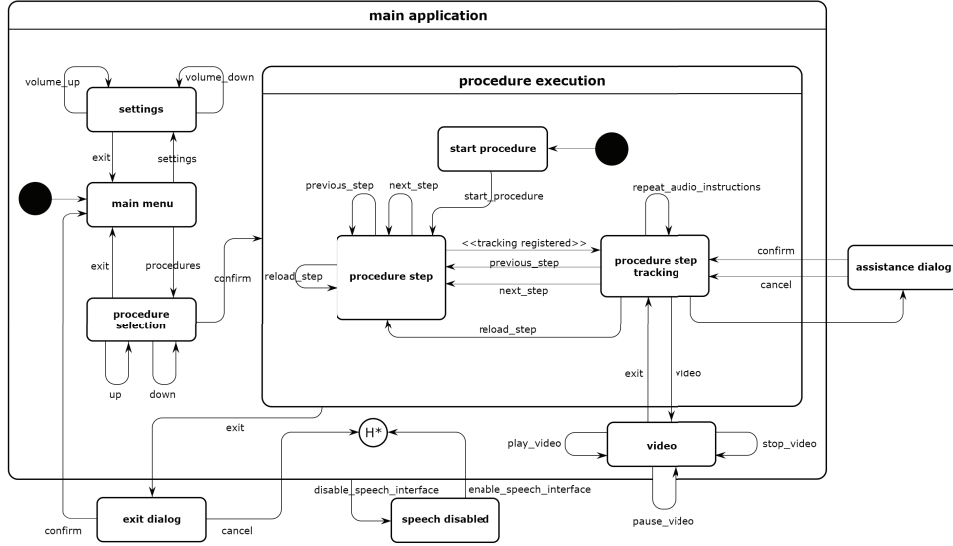 main application
volume_up
volume_down
settings
exit
settings
main menu
exit
procedures
procedure
selection
confirm
up
down
procedure execution
start procedure
start_procedure
previous_step
next_step
repeat_audio_instructions
<<tracking registered>>
procedure step
procedure step
tracking
reload_step
previous_step
next_step
reload_step
confirm
cancel
assistance dialog
exit
video
exit
H*
play_video
video
stop_video
pause_video
disable_speech_interface
enable_speech_interface
confirm
exit dialog
cancel
speech disabled